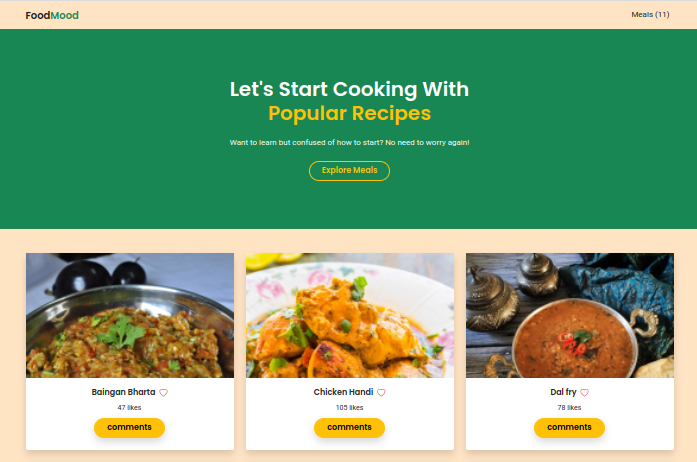 FoodMood
Meals (11)
Let's Start Cooking With
Popular Recipes
Want to learn but confused of how to start? No need to worry again!
Explore Meals
Baingan Bharta
47 likes
comments
Chicken Handi
105 likes
comments
Dal fry
78 likes
comments